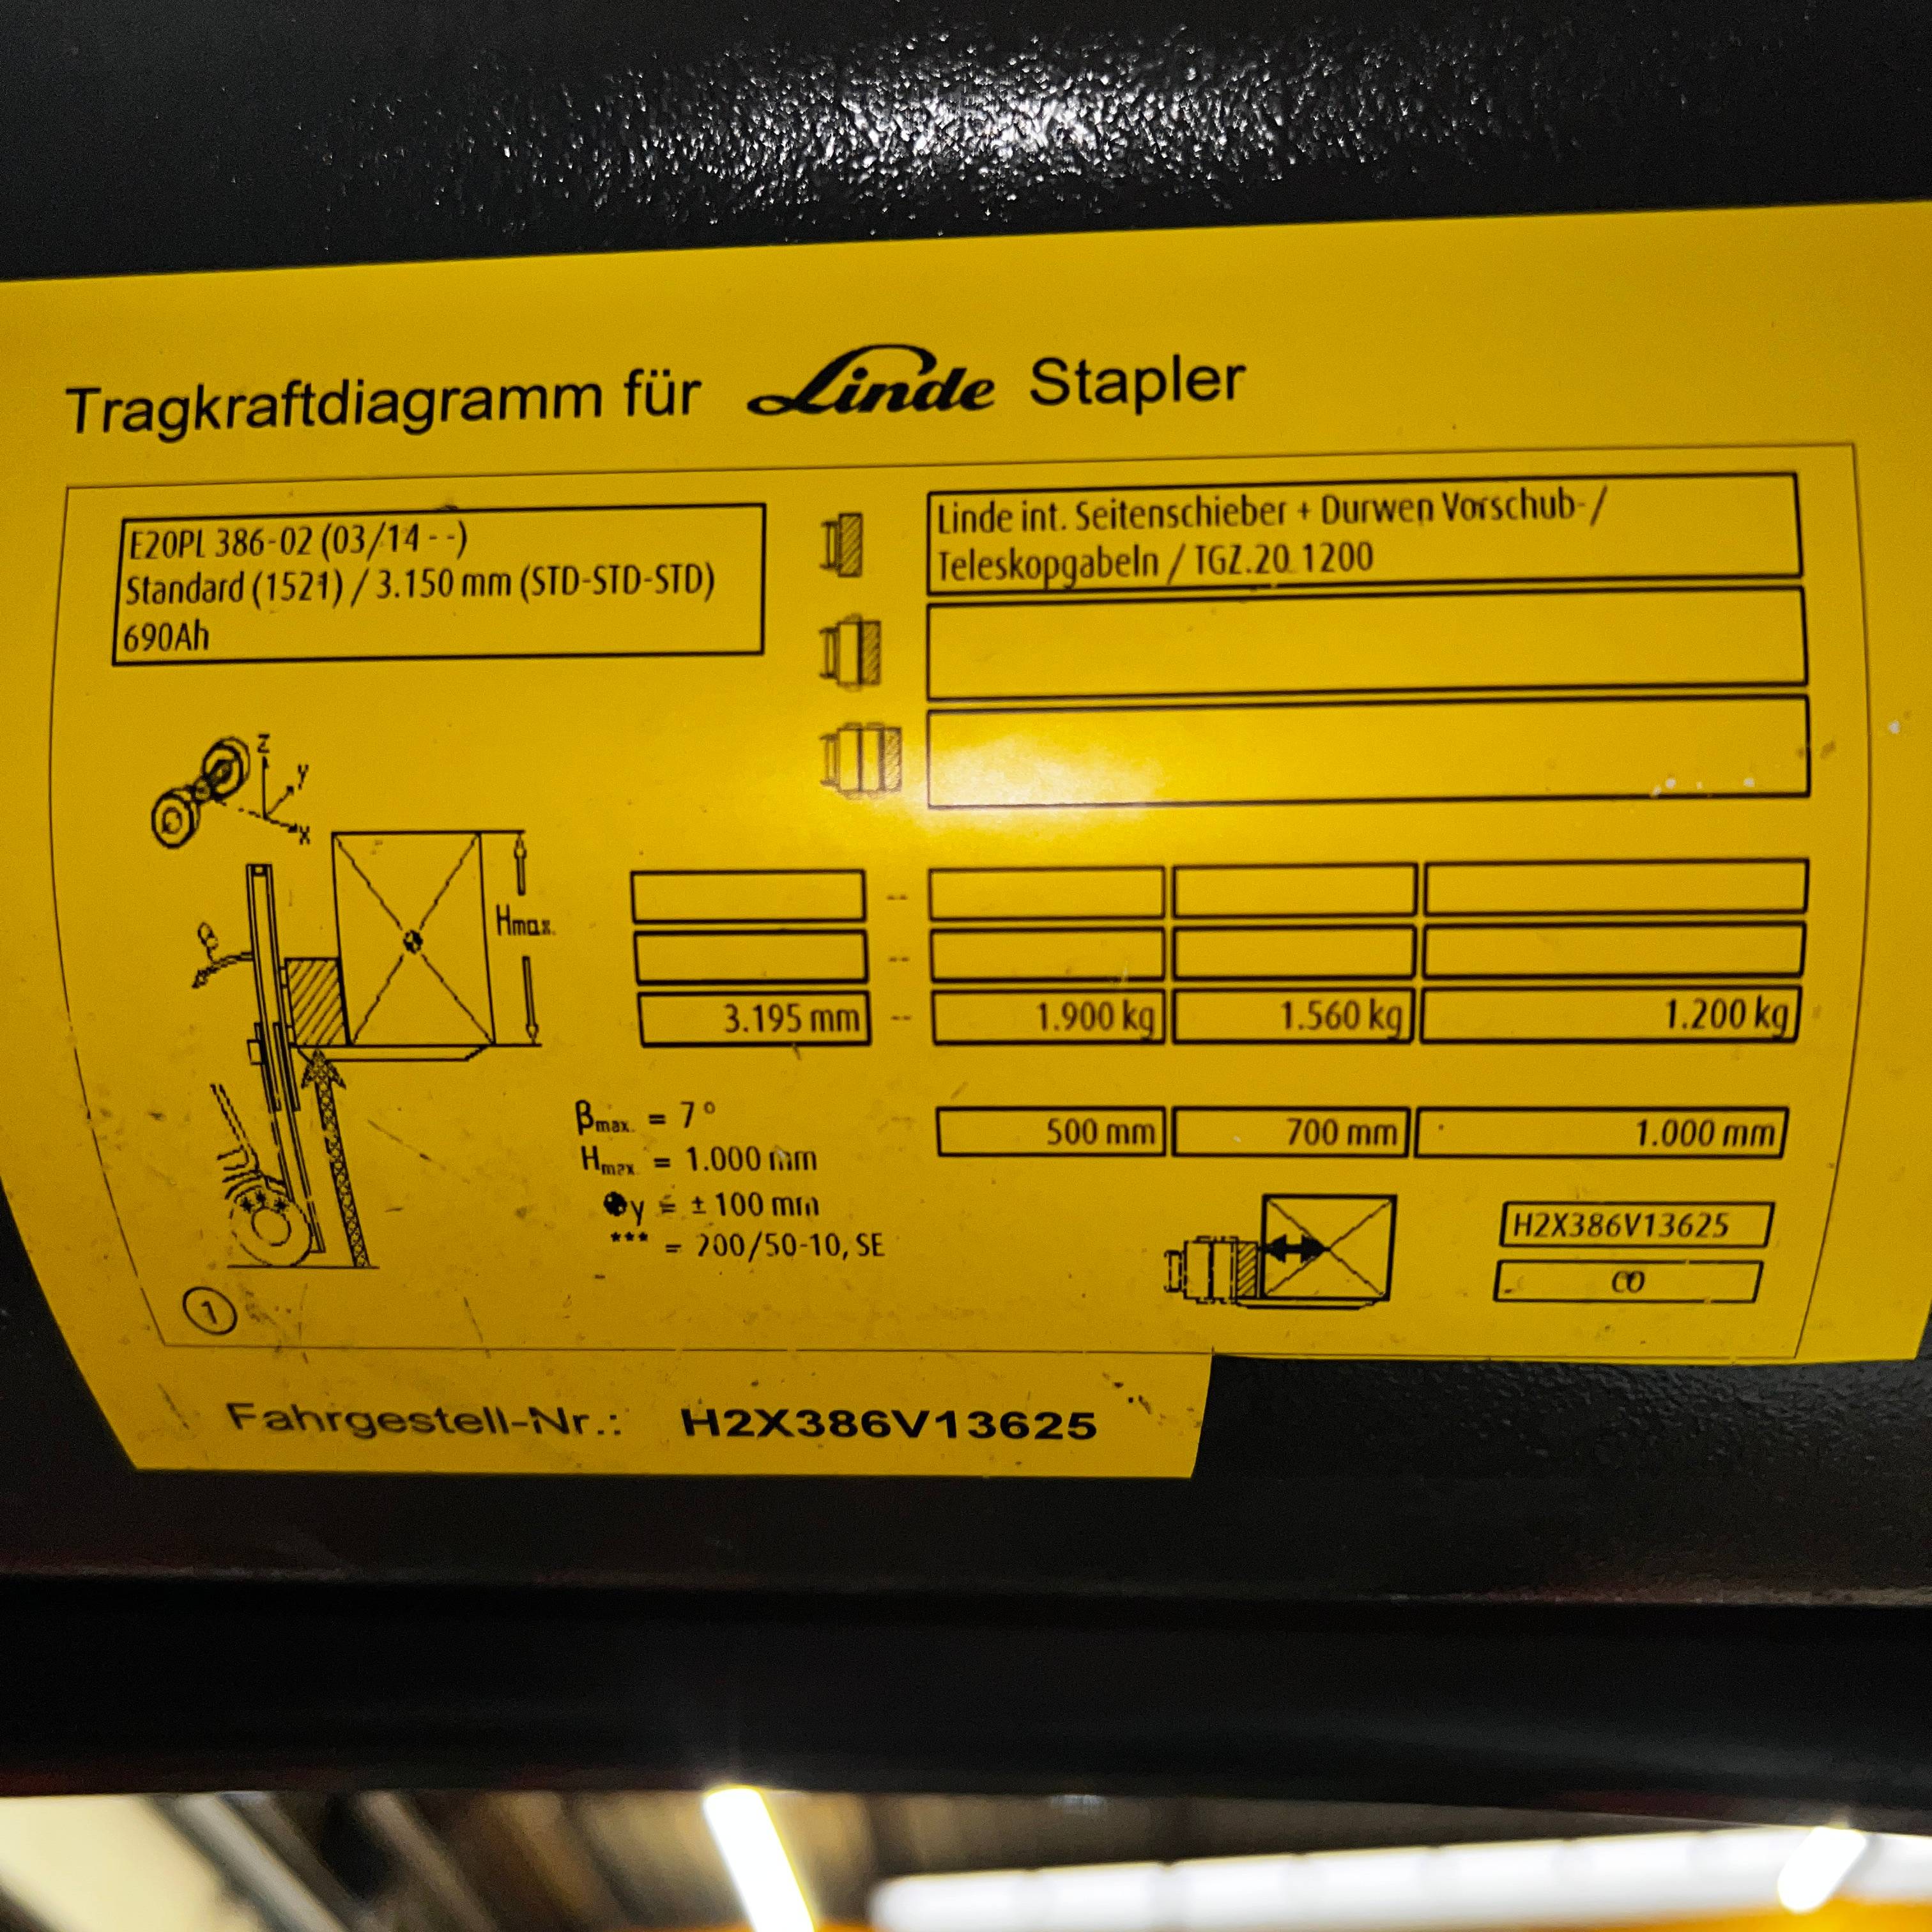 Tragkraftdiagramm für Linde Stapler
E20PL 386-02 (03/14 - -)
Standard (1521) / 3.150 mm (STD-STD-STD)
690Ah
Linde int. Seitenschieber + Durwen Vorschub- /
Teleskopgabeln / TGZ.20 1200
z
y
x
Hmax.
--
--
3.195 mm -- 1.900 kg 1.560 kg 1.200 kg
500 mm 700 mm 1.000 mm
βmax. = 7°
Hmax = 1.000 mm
y = ± 100 mm
*** = 200/50-10, SE
***
H2X386V13625
1
Fahrgestell-Nr.: H2X386V13625